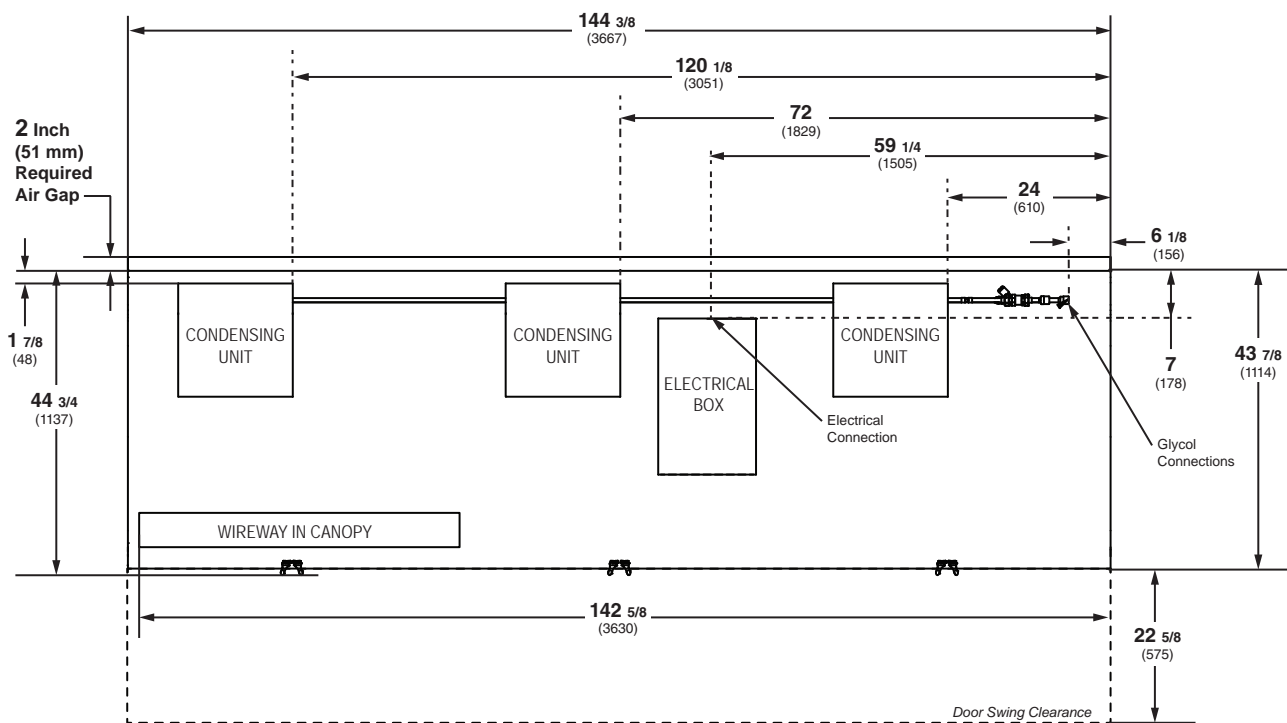 144 3/8
(3667)
120 1/8
(3051)
72
(1829)
2 Inch
(51 mm)
Required
Air Gap
59 1/4
(1505)
24
(610)
6 1/8
(156)
CONDENSING
UNIT
CONDENSING
UNIT
CONDENSING
UNIT
1 7/8
(48)
7
(178)
43 7/8
(1114)
44 3/4
(1137)
ELECTRICAL
BOX
Electrical
Connection
Glycol
Connections
WIREWAY IN CANOPY
142 5/8
(3630)
22 5/8
(575)
Door Swing Clearance